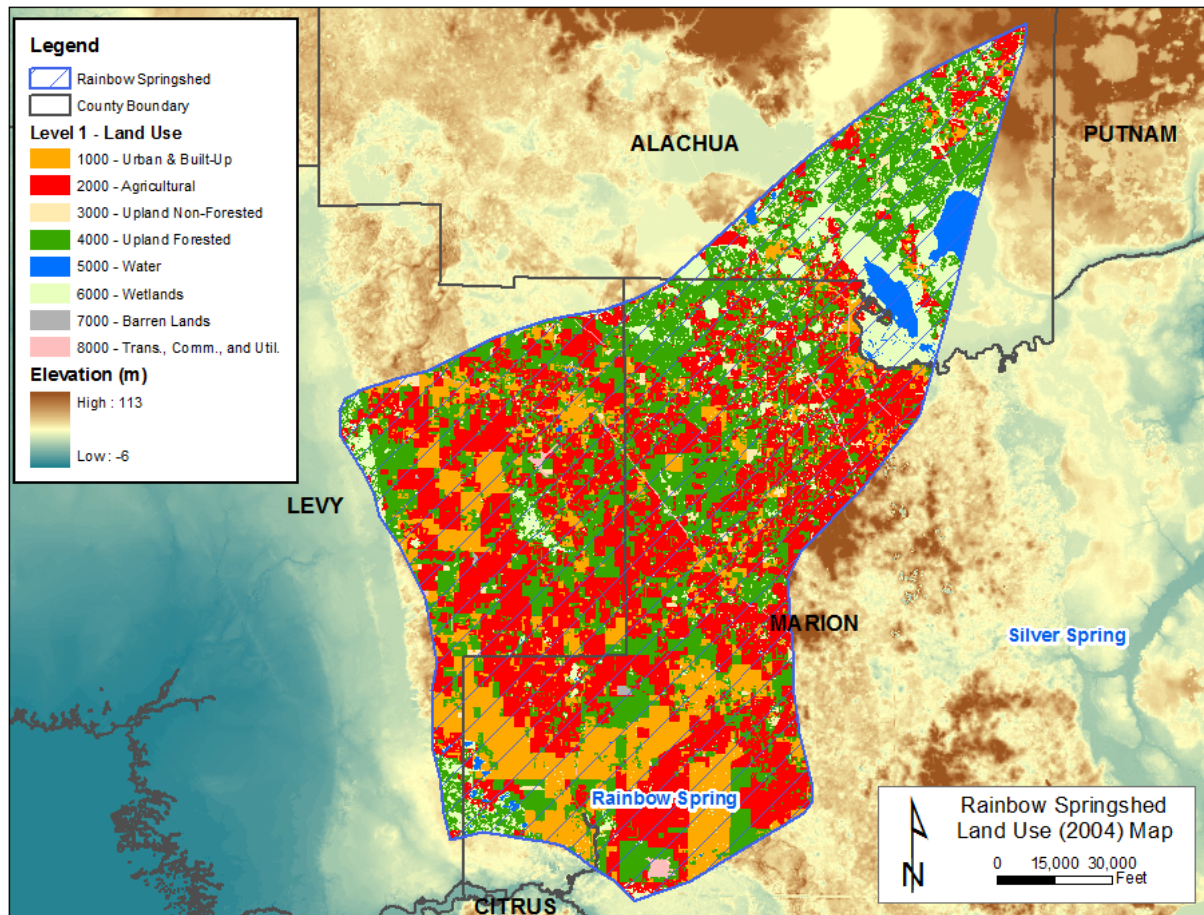 Legend
Rainbow Springshed
County Boundary
Level 1 - Land Use
1000 - Urban & Built-Up
2000 - Agricultural
3000 - Upland Non-Forested
4000 - Upland Forested
5000 - Water
6000 - Wetlands
7000 - Barren Lands
8000 - Trans., Comm., and Util.
Elevation (m)
High : 113
Low : -6
ALACHUA
PUTNAM
LEVY
MARION
Silver Spring
Rainbow Spring
CITRUS
Rainbow Springshed
Land Use (2004) Map
N
0 15,000 30,000
Feet